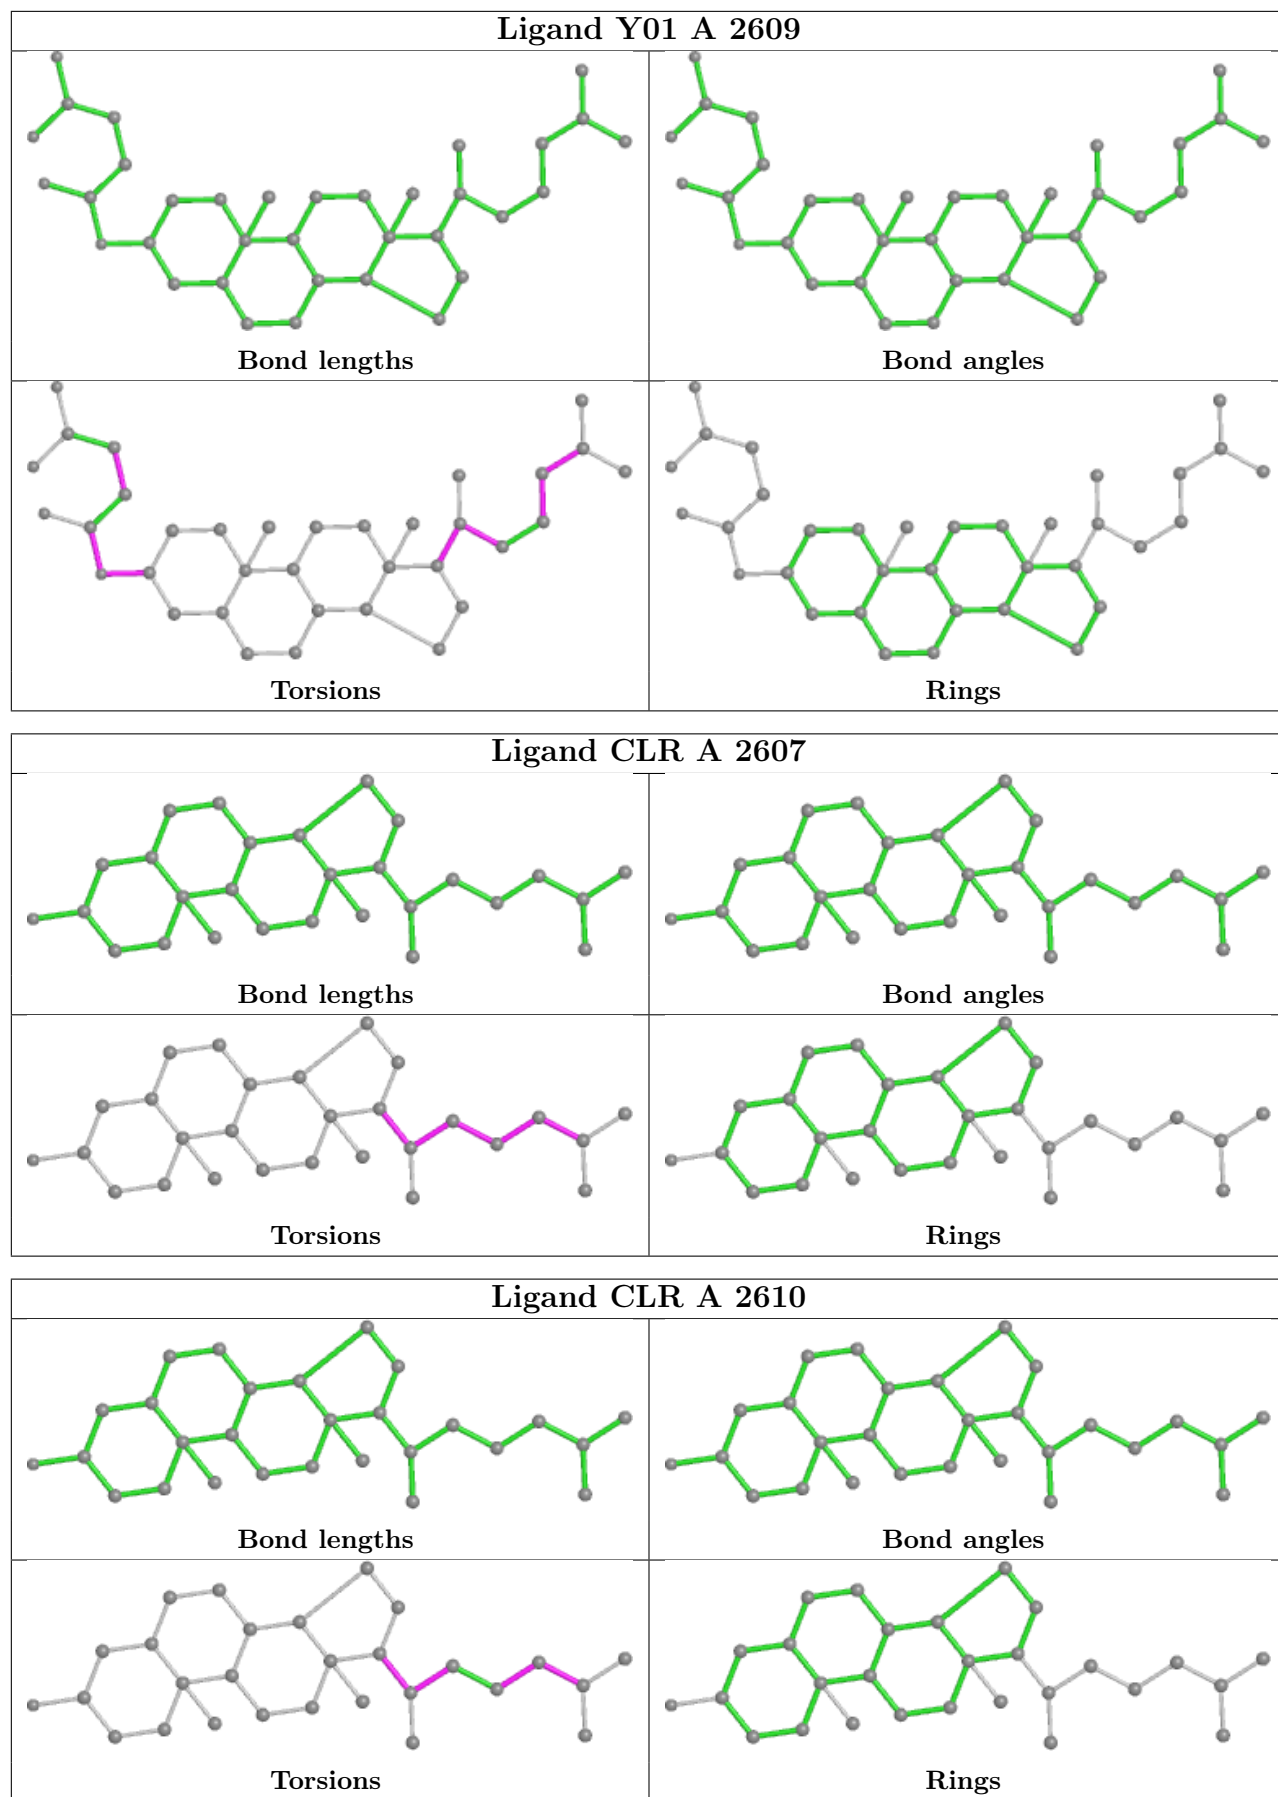 Ligand Y01 A 2609
Bond lengths
Bond angles
Torsions
Rings
Ligand CLR A 2607
Bond lengths
Bond angles
Torsions
Rings
Ligand CLR A 2610
Bond lengths
Bond angles
Torsions
Rings